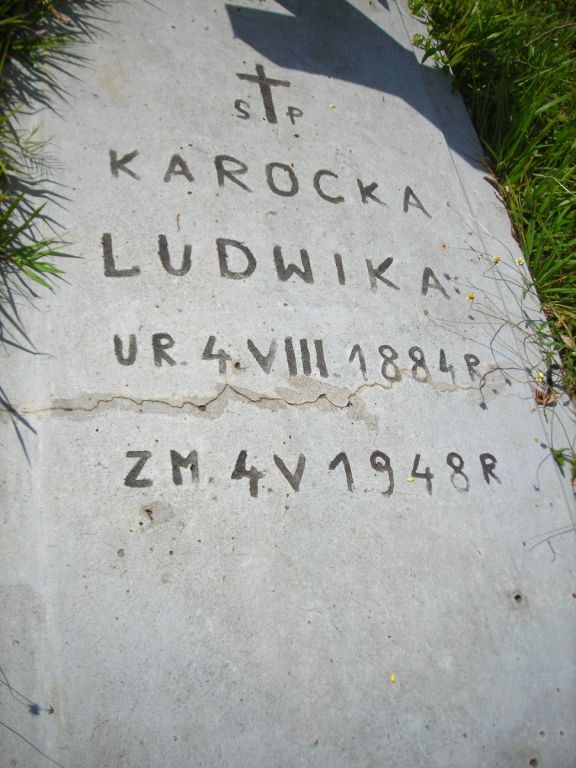 S P
KAROCKA
LUDWIKA
UR. 4.VIII.1884R
ZM. 4 V 1948R